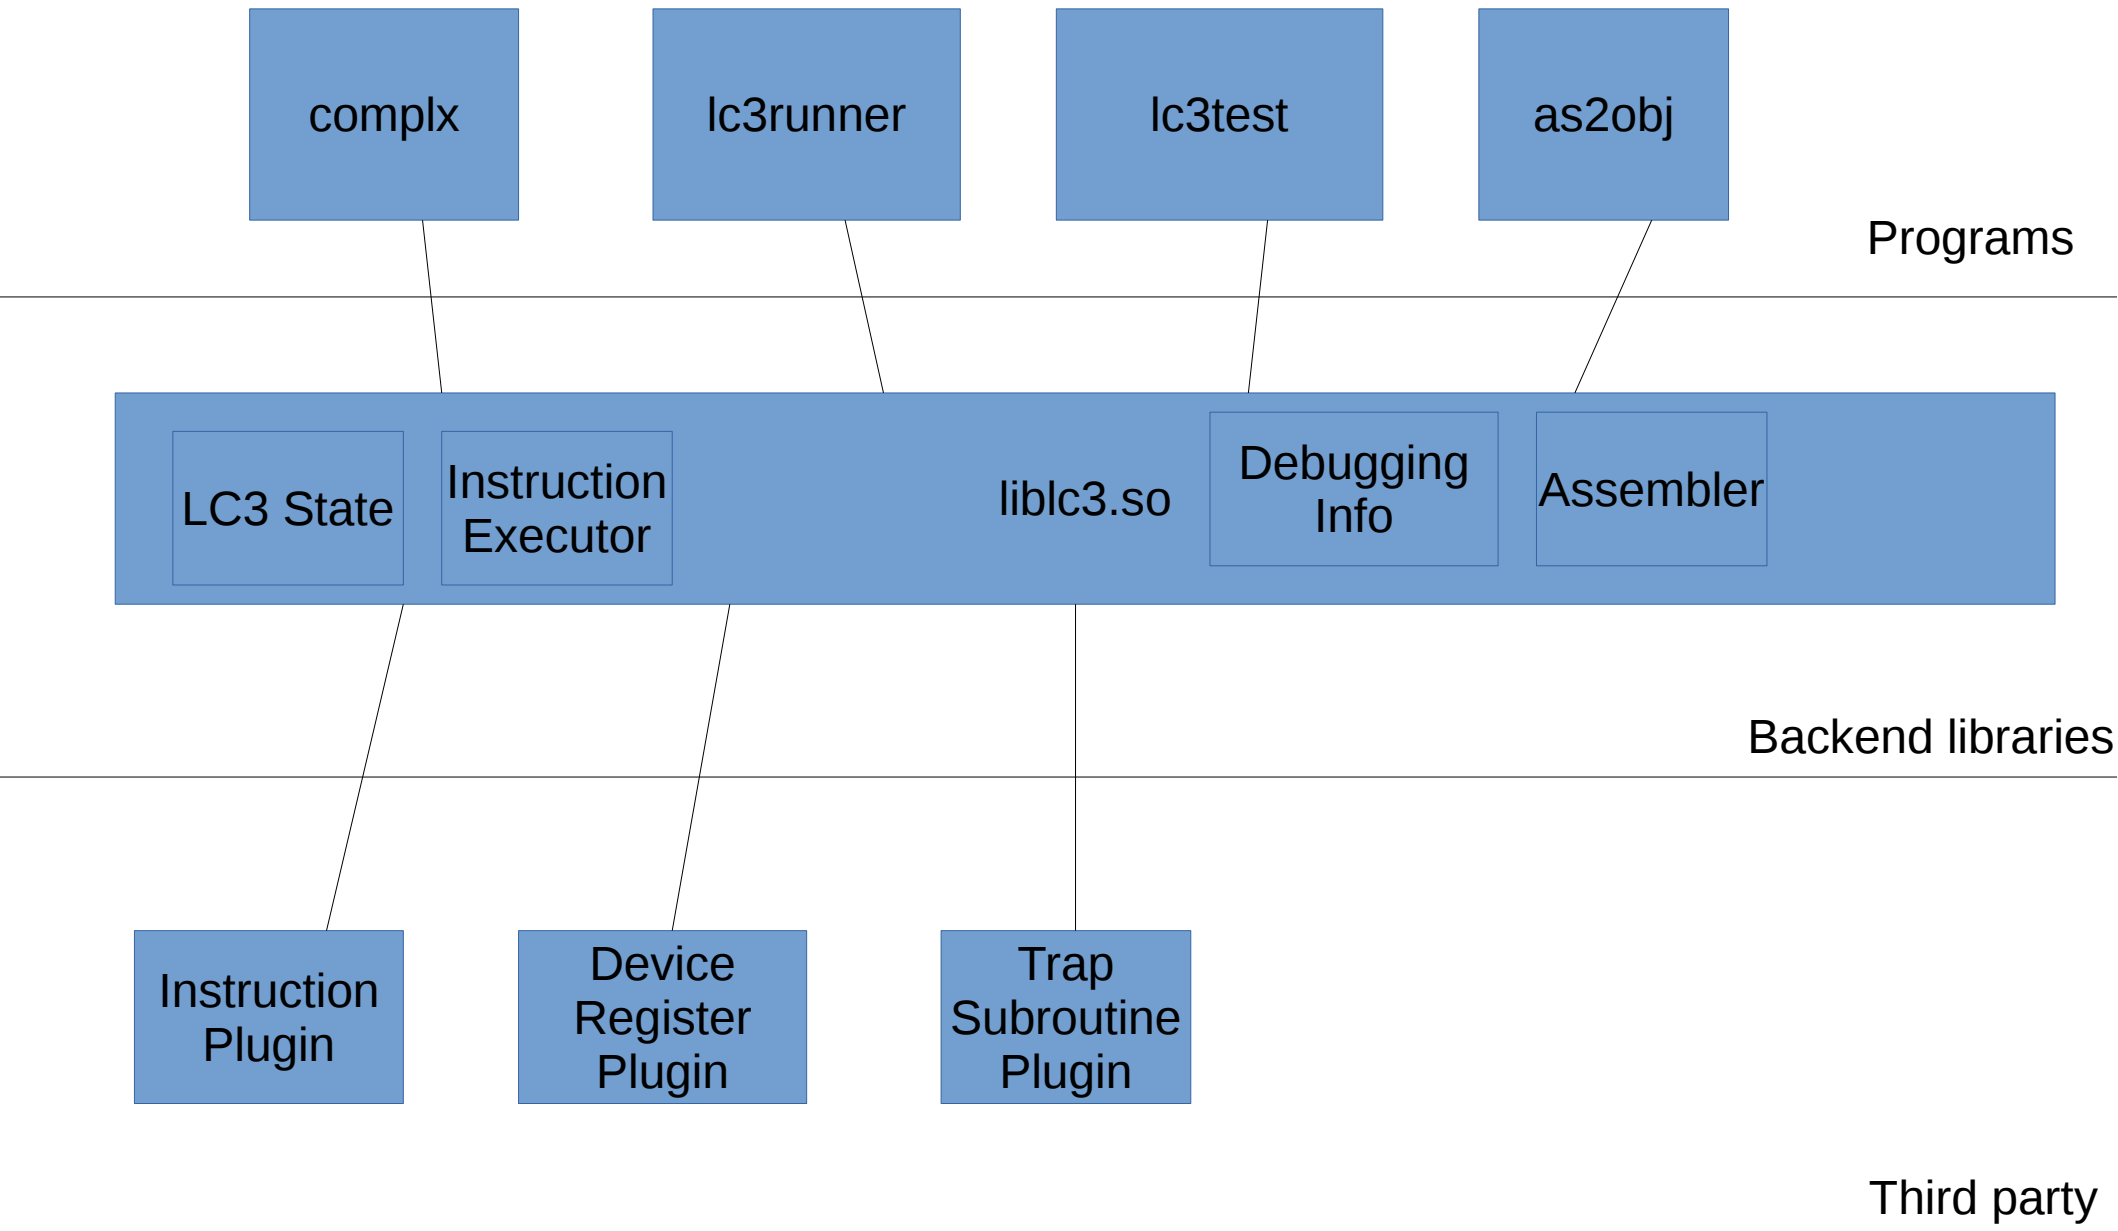 complx
lc3runner
lc3test
as2obj
Programs
LC3 State
Instruction
Executor
liblc3.so
Debugging
Info
Assembler
Backend libraries
Instruction
Plugin
Device
Register
Plugin
Trap
Subroutine
Plugin
Third party